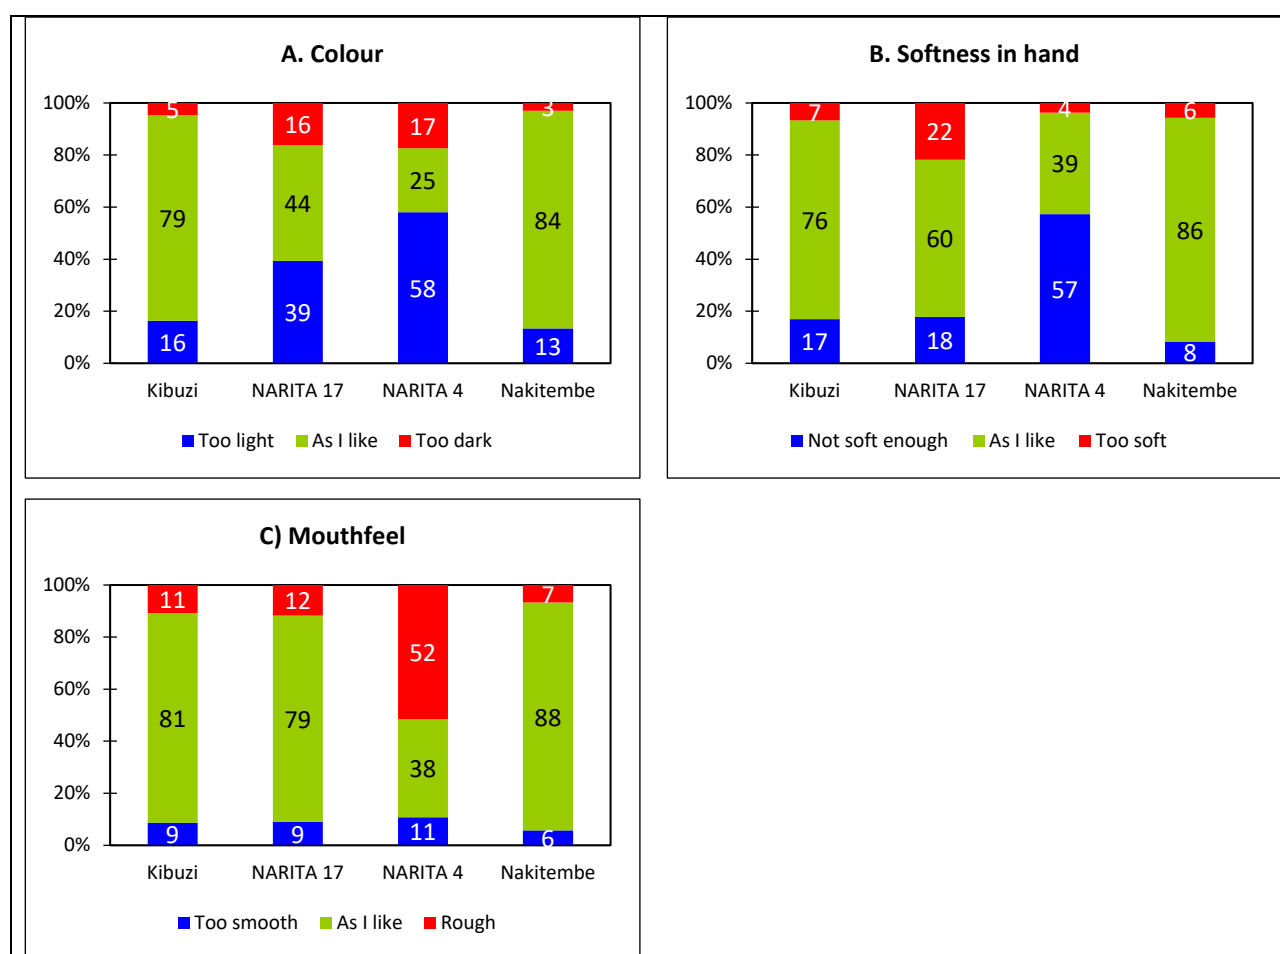 A. Colour
100%
80%
60%
40%
20%
0%
5 16 17 3
79 44 25 84
16 39 58 13
Kibuzi NARITA 17 NARITA 4 Nakitembe
Too light As I like Too dark
B. Softness in hand
100%
80%
60%
40%
20%
0%
7 22 4 6
76 60 39 86
17 18 57 8
Kibuzi NARITA 17 NARITA 4 Nakitembe
Not soft enough As I like Too soft
C) Mouthfeel
100%
80%
60%
40%
20%
0%
11 12 52 7
81 79 38 88
9 9 11 6
Kibuzi NARITA 17 NARITA 4 Nakitembe
Too smooth As I like Rough